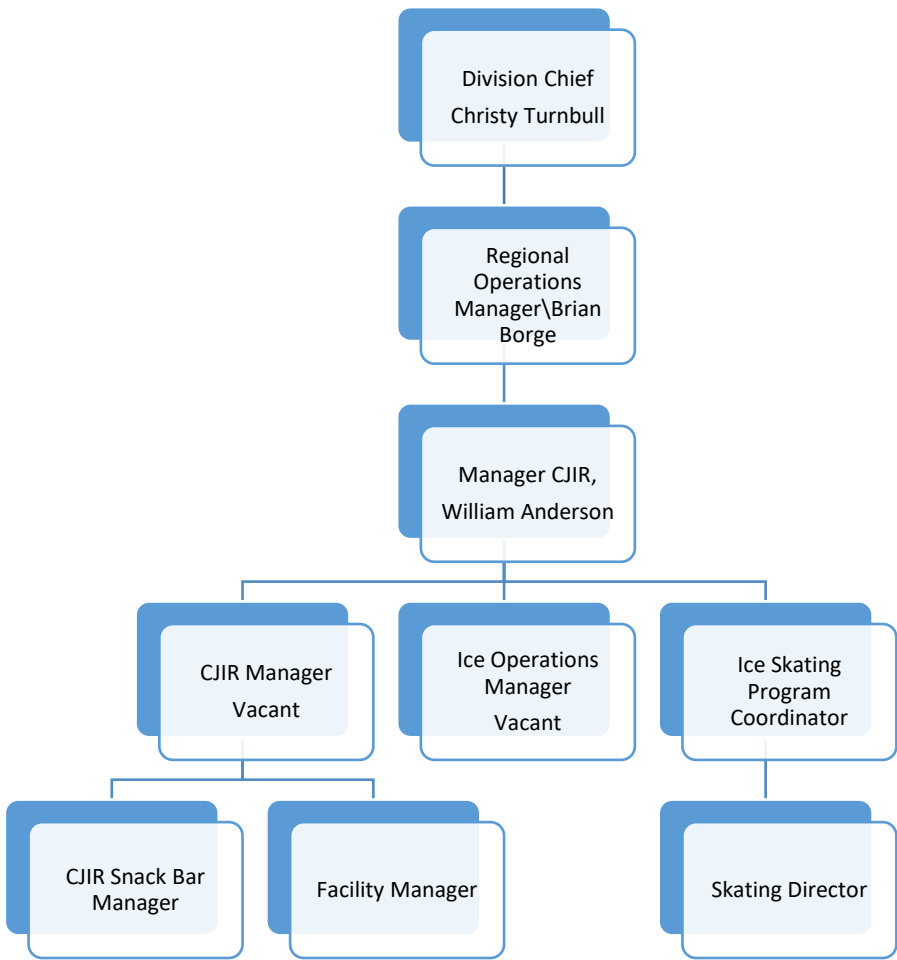 Division Chief
Christy Turnbull
Regional
Operations
Manager\Brian
Borge
Manager CJIR,
William Anderson
CJIR Manager
Vacant
Ice Operations
Manager
Vacant
Ice Skating
Program
Coordinator
CJIR Snack Bar
Manager
Facility Manager
Skating Director